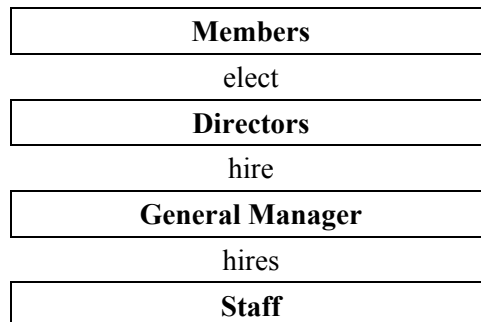 Members
elect
Directors
hire
General Manager
hires
Staff